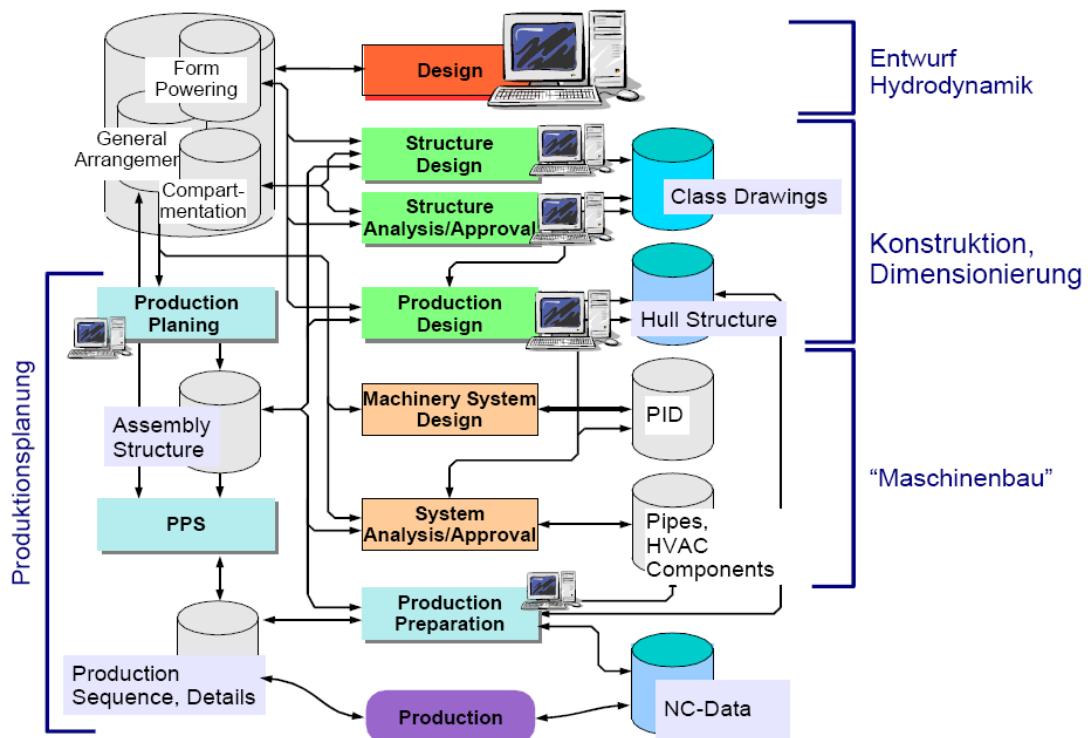 Form
Powering
General
Arrangemen
Compart-
mentation
Design
Entwurf
Hydrodynamik
Structure
Design
Structure
Analysis/Approval
Class Drawings
Konstruktion,
Dimensionierung
Production
Planing
Production
Design
Hull Structure
Produktionsplanung
Assembly
Structure
Machinery System
Design
PID
"Maschinenbau"
PPS
System
Analysis/Approval
Pipes,
HVAC
Components
Production
Preparation
Production
Sequence, Details
Production
NC-Data